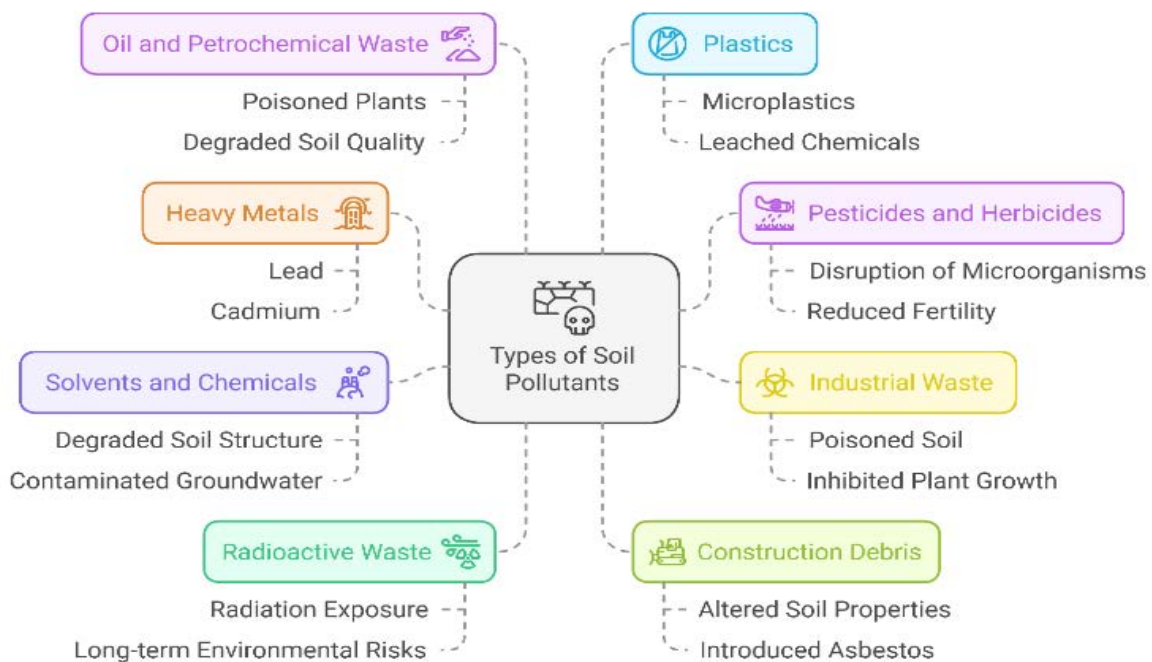 Oil and Petrochemical Waste
Poisoned Plants
Degraded Soil Quality
Heavy Metals
Lead
Cadmium
Solvents and Chemicals
Degraded Soil Structure
Contaminated Groundwater
Radioactive Waste
Radiation Exposure
Long-term Environmental Risks
Types of Soil
Pollutants
Plastics
Microplastics
Leached Chemicals
Pesticides and Herbicides
Disruption of Microorganisms
Reduced Fertility
Industrial Waste
Poisoned Soil
Inhibited Plant Growth
Construction Debris
Altered Soil Properties
Introduced Asbestos